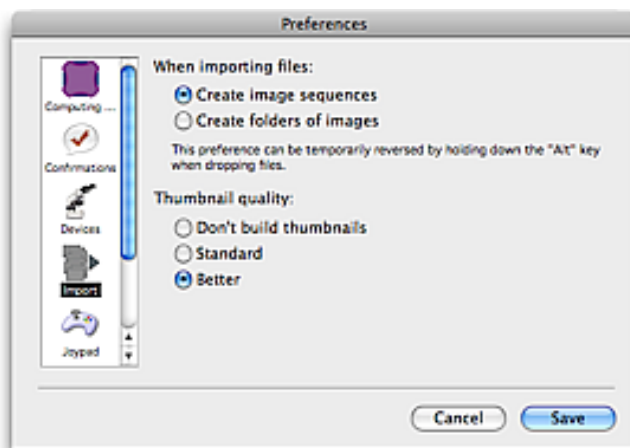 Preferences
Computing ...
Confirmations
Devices
Import
Joypad
When importing files:
Create image sequences
Create folders of images
This preference can be temporarily reversed by holding down the "Alt" key
when dropping files.
Thumbnail quality:
Don't build thumbnails
Standard
Better
Cancel
Save